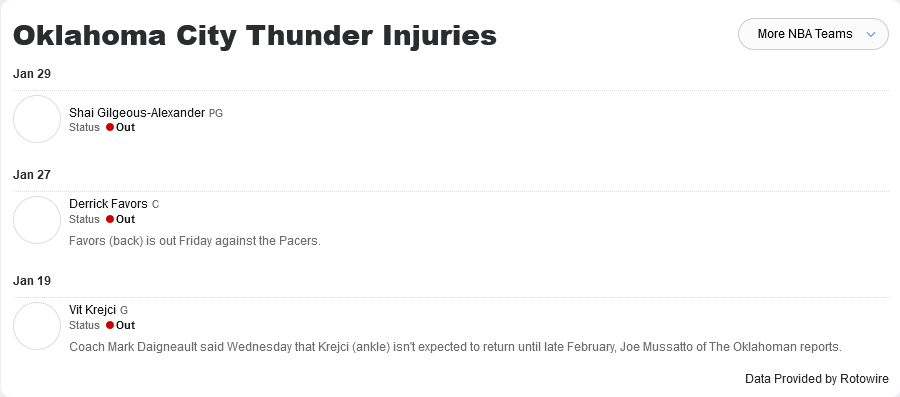 Oklahoma City Thunder Injuries
More NBA Teams
Jan 29
Shai Gilgeous-Alexander PG
Status Out
Jan 27
Derrick Favors C
Status Out
Favors (back) is out Friday against the Pacers.
Jan 19
Vit Krejci G
Status Out
Coach Mark Daigneault said Wednesday that Krejci (ankle) isn't expected to return until late February, Joe Mussatto of The Oklahoman reports.
Data Provided by Rotowire